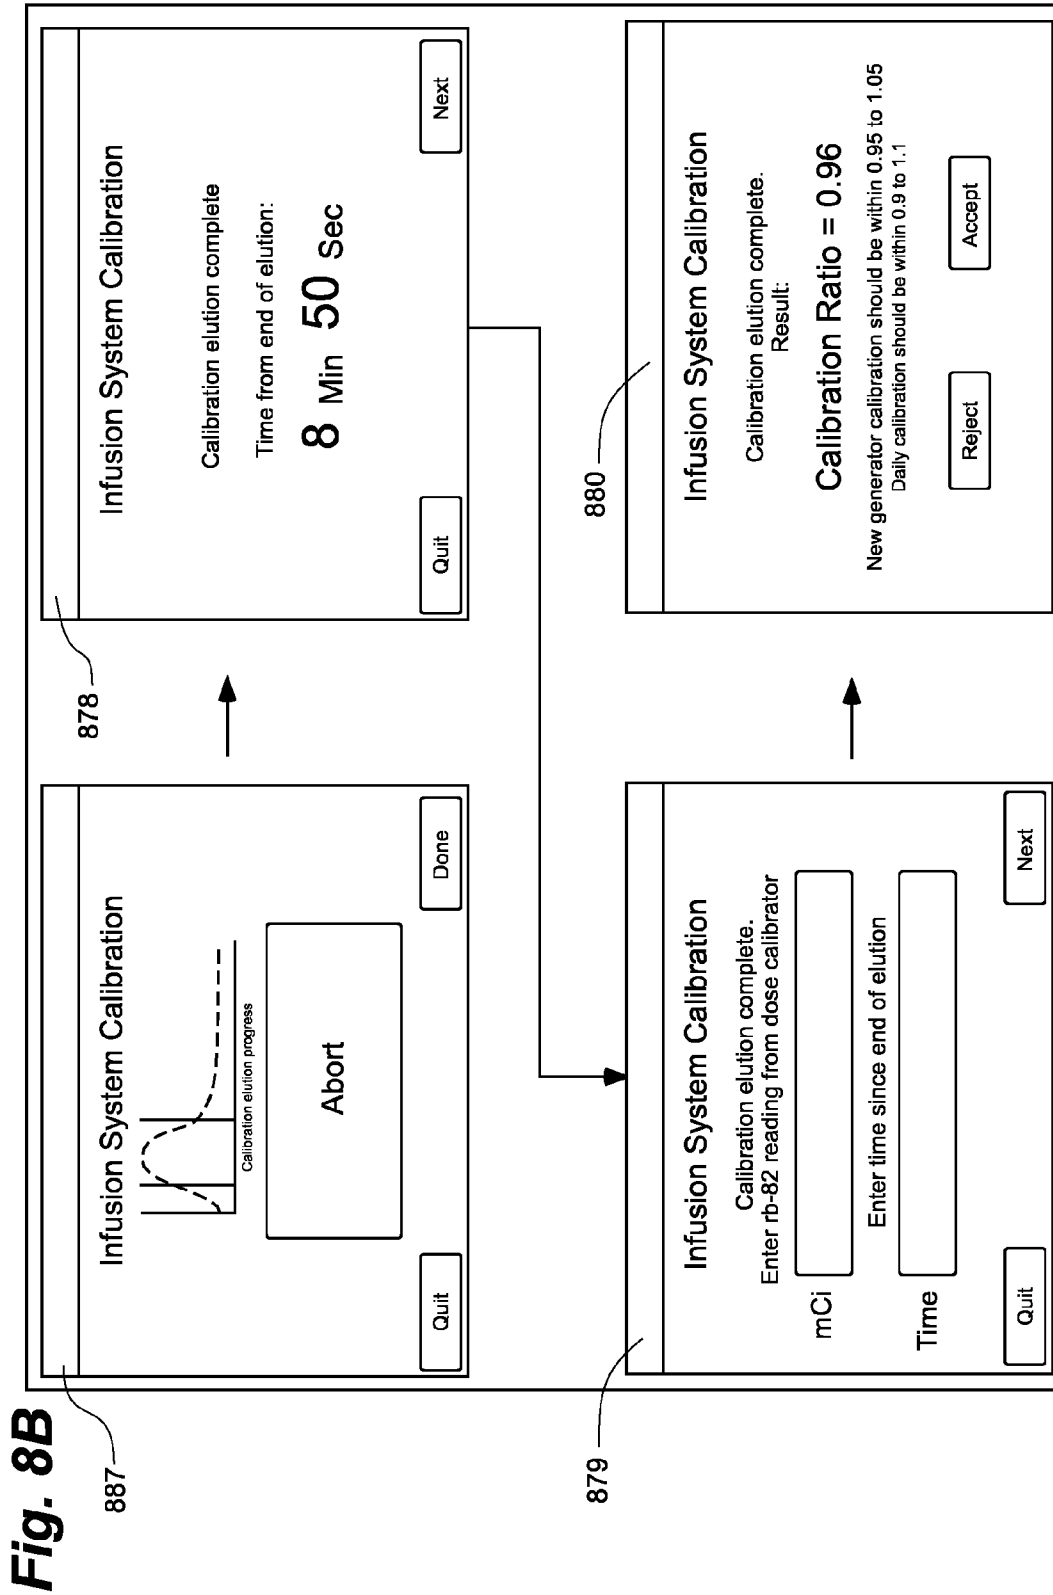 Fig. 8B
887
Infusion System Calibration
Calibration elution progress
Abort
Quit
Done
878
Infusion System Calibration
Calibration elution complete
Time from end of elution:
8 Min 50 Sec
Quit
Next
879
Infusion System Calibration
Calibration elution complete.
Enter rb-82 reading from dose calibrator
mCi
Enter time since end of elution
Time
Quit
Next
880
Infusion System Calibration
Calibration elution complete.
Result:
Calibration Ratio = 0.96
New generator calibration should be within 0.95 to 1.05
Daily calibration should be within 0.9 to 1.1
Reject
Accept